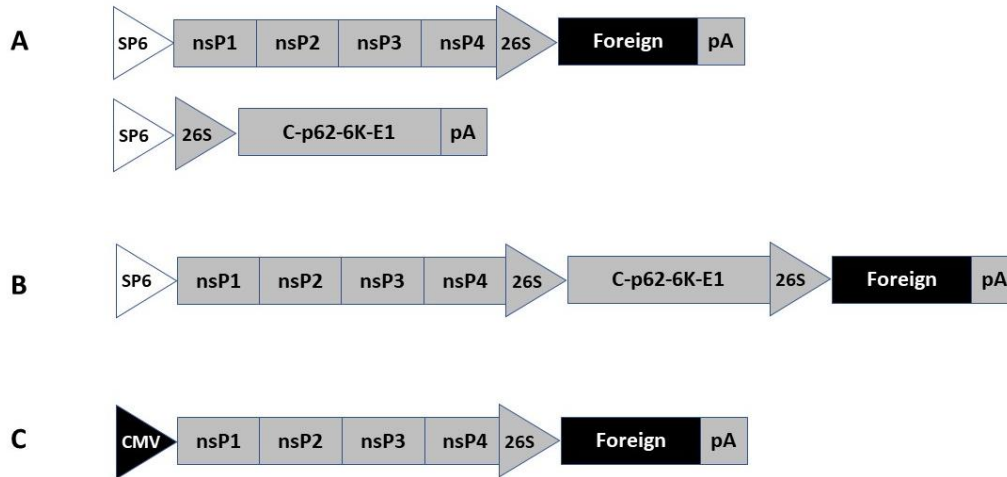 A SP6 nsP1 nsP2 nsP3 nsP4 26S Foreign pA
SP6 26S C-p62-6K-E1 pA
B SP6 nsP1 nsP2 nsP3 nsP4 26S C-p62-6K-E1 26S Foreign pA
C CMV nsP1 nsP2 nsP3 nsP4 26S Foreign pA